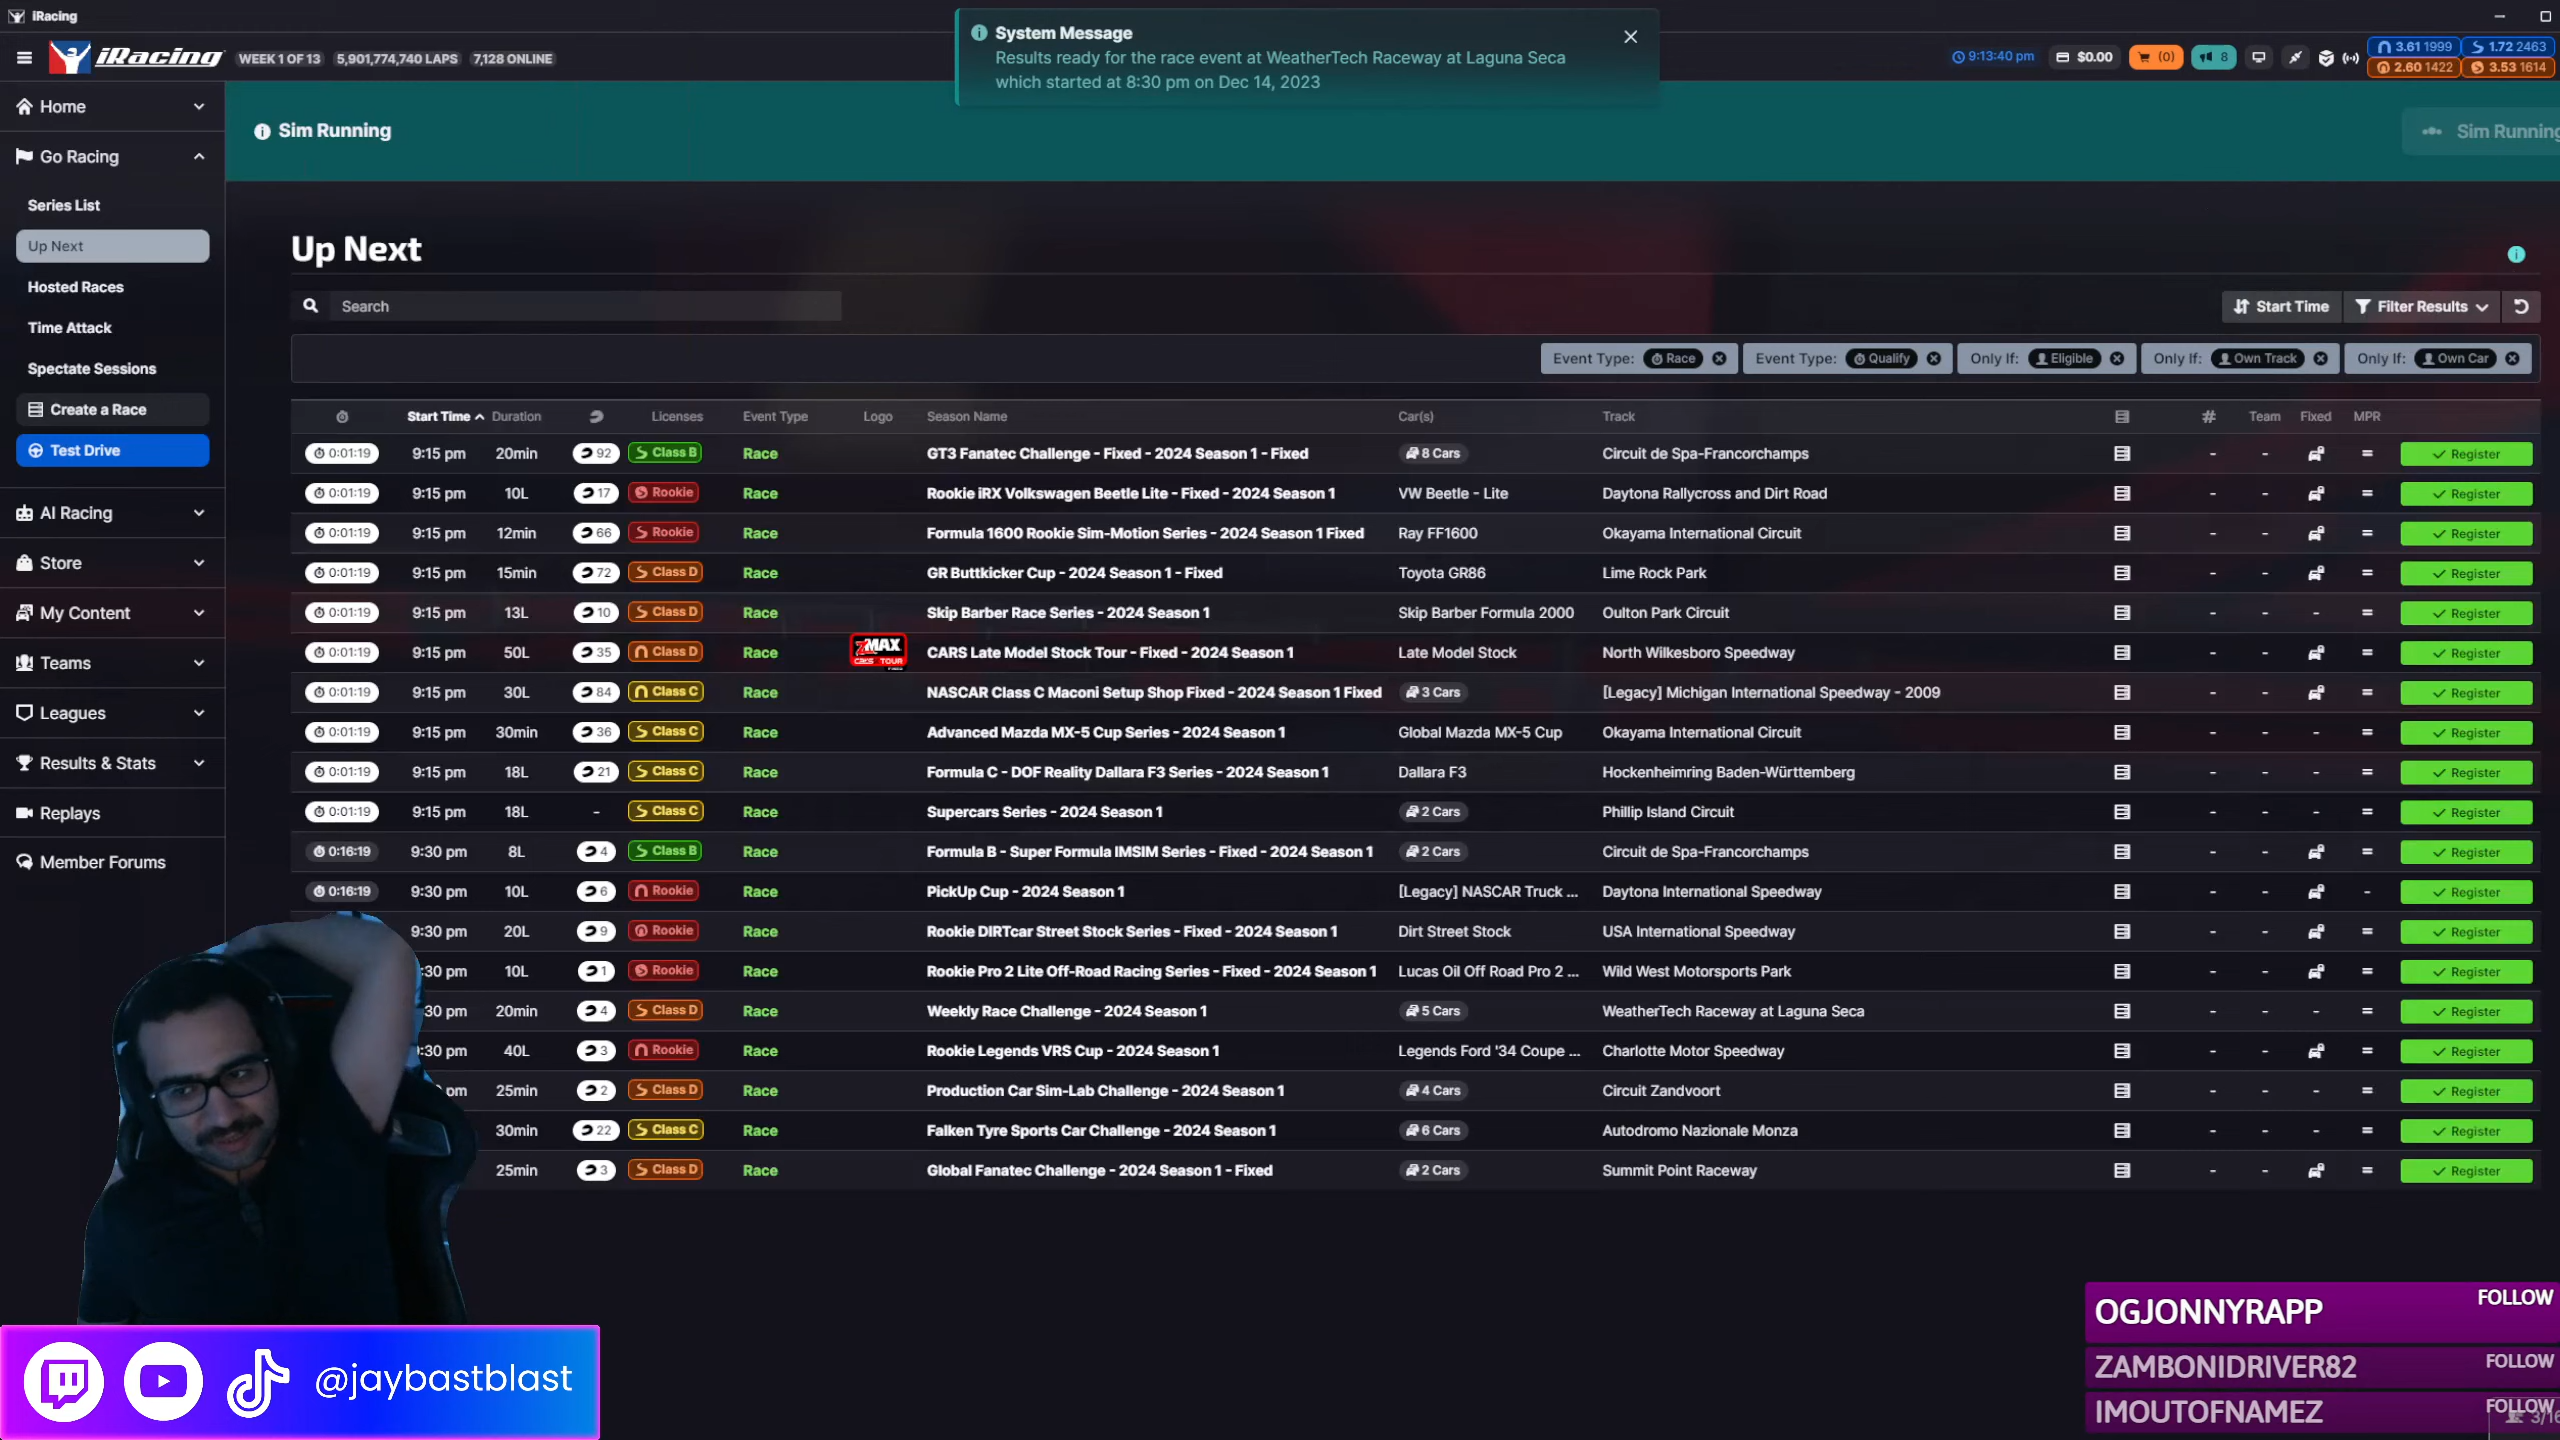 iRacing
iRacing WEEK 1 OF 13 5,901,774,740 LAPS 7,128 ONLINE
System Message
Results ready for the race event at WeatherTech Raceway at Laguna Seca
which started at 8:30 pm on Dec 14, 2023
9:13:40 pm $0.00 (0) 8
3.61 1999 1.72 2463
2.60 1422 3.53 1614
Home
Go Racing
Series List
Up Next
Hosted Races
Time Attack
Spectate Sessions
Create a Race
Test Drive
AI Racing
Store
My Content
Teams
Leagues
Results & Stats
Replays
Member Forums
Sim Running
Sim Running
Up Next
Search
Start Time Filter Results
Event Type: Race Event Type: Qualify Only If: Eligible Only If: Own Track Only If: Own Car
Start Time Duration Licenses Event Type Logo Season Name Car(s) Track # Team Fixed MPR
0:01:19 9:15 pm 20min 92 Class B Race GT3 Fanatec Challenge - Fixed - 2024 Season 1 - Fixed 8 Cars Circuit de Spa-Francorchamps - - = Register
0:01:19 9:15 pm 10L 17 Rookie Race Rookie iRX Volkswagen Beetle Lite - Fixed - 2024 Season 1 VW Beetle - Lite Daytona Rallycross and Dirt Road - - = Register
0:01:19 9:15 pm 12min 66 Rookie Race Formula 1600 Rookie Sim-Motion Series - 2024 Season 1 Fixed Ray FF1600 Okayama International Circuit - - = Register
0:01:19 9:15 pm 15min 72 Class D Race GR Buttkicker Cup - 2024 Season 1 - Fixed Toyota GR86 Lime Rock Park - - = Register
0:01:19 9:15 pm 13L 10 Class D Race Skip Barber Race Series - 2024 Season 1 Skip Barber Formula 2000 Oulton Park Circuit - - - = Register
0:01:19 9:15 pm 50L 35 Class D Race zMAX CARS TOUR CARS Late Model Stock Tour - Fixed - 2024 Season 1 Late Model Stock North Wilkesboro Speedway - - = Register
0:01:19 9:15 pm 30L 84 Class C Race NASCAR Class C Maconi Setup Shop Fixed - 2024 Season 1 Fixed 3 Cars [Legacy] Michigan International Speedway - 2009 - - = Register
0:01:19 9:15 pm 30min 36 Class C Race Advanced Mazda MX-5 Cup Series - 2024 Season 1 Global Mazda MX-5 Cup Okayama International Circuit - - - = Register
0:01:19 9:15 pm 18L 21 Class C Race Formula C - DOF Reality Dallara F3 Series - 2024 Season 1 Dallara F3 Hockenheimring Baden-Württemberg - - - = Register
0:01:19 9:15 pm 18L - Class C Race Supercars Series - 2024 Season 1 2 Cars Phillip Island Circuit - - - = Register
0:16:19 9:30 pm 8L 4 Class B Race Formula B - Super Formula IMSIM Series - Fixed - 2024 Season 1 2 Cars Circuit de Spa-Francorchamps - - = Register
0:16:19 9:30 pm 10L 6 Rookie Race PickUp Cup - 2024 Season 1 [Legacy] NASCAR Truck ... Daytona International Speedway - - - Register
9:30 pm 20L 9 Rookie Race Rookie DIRTcar Street Stock Series - Fixed - 2024 Season 1 Dirt Street Stock USA International Speedway - - = Register
:30 pm 10L 1 Rookie Race Rookie Pro 2 Lite Off-Road Racing Series - Fixed - 2024 Season 1 Lucas Oil Off Road Pro 2 ... Wild West Motorsports Park - - = Register
30 pm 20min 4 Class D Race Weekly Race Challenge - 2024 Season 1 5 Cars WeatherTech Raceway at Laguna Seca - - - = Register
:30 pm 40L 3 Rookie Race Rookie Legends VRS Cup - 2024 Season 1 Legends Ford '34 Coupe ... Charlotte Motor Speedway - - = Register
pm 25min 2 Class D Race Production Car Sim-Lab Challenge - 2024 Season 1 4 Cars Circuit Zandvoort - - - = Register
30min 22 Class C Race Falken Tyre Sports Car Challenge - 2024 Season 1 6 Cars Autodromo Nazionale Monza - - - = Register
25min 3 Class D Race Global Fanatec Challenge - 2024 Season 1 - Fixed 2 Cars Summit Point Raceway - - = Register
@jaybastblast
OGJONNYRAPP FOLLOW
ZAMBONIDRIVER82 FOLLOW
IMOUTOFNAMEZ FOLLOW